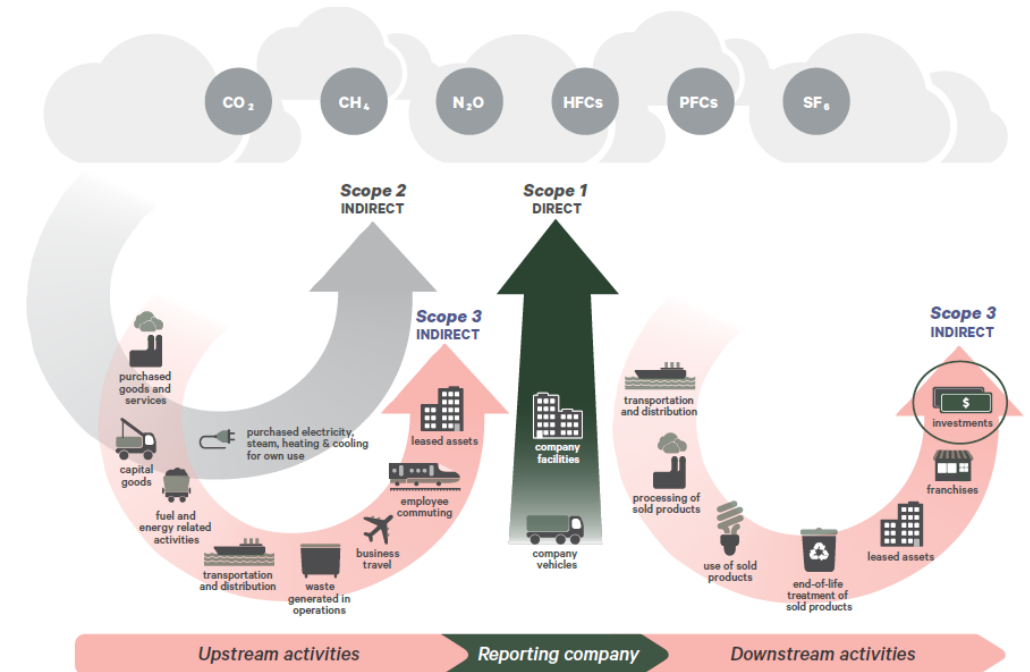 CO₂
CH₄
N₂O
HFCs
PFCs
SF₆
Scope 2
INDIRECT
Scope 1
DIRECT
Scope 3
INDIRECT
Scope 3
INDIRECT
purchased
goods and
services
capital
goods
fuel and
energy related
activities
purchased electricity,
steam, heating & cooling
for own use
transportation
and distribution
waste
generated in
operations
business
travel
employee
commuting
leased assets
company
facilities
company
vehicles
transportation
and distribution
processing of
sold products
use of sold
products
end-of-life
treatment of
sold products
leased assets
franchises
$
investments
Upstream activities
Reporting company
Downstream activities